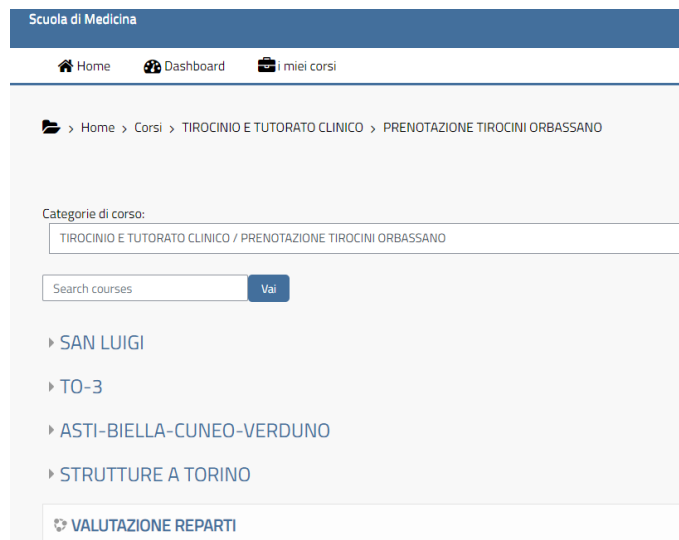 Scuola di Medicina
Home Dashboard i miei corsi
> Home > Corsi > TIROCINIO E TUTORATO CLINICO > PRENOTAZIONE TIROCINI ORBASSANO
Categorie di corso:
TIROCINIO E TUTORATO CLINICO / PRENOTAZIONE TIROCINI ORBASSANO
Search courses Vai
SAN LUIGI
TO-3
ASTI-BIELLA-CUNEO-VERDUNO
STRUTTURE A TORINO
VALUTAZIONE REPARTI